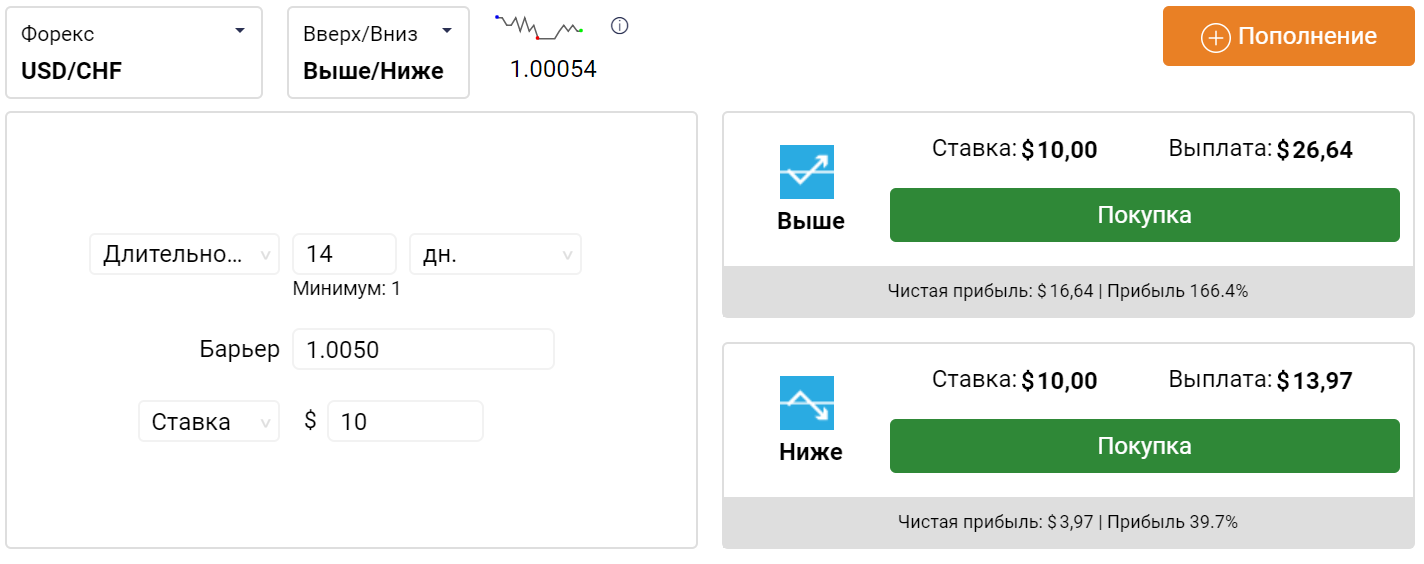 Форекс
USD/CHF
Вверх/Вниз
Выше/Ниже
1.00054
Пополнение
Длительно...
14
дн.
Минимум: 1
Барьер
1.0050
Ставка
$
10
Ставка: $10,00
Выплата: $26,64
Выше
Покупка
Чистая прибыль: $16,64 | Прибыль 166.4%
Ставка: $10,00
Выплата: $13,97
Ниже
Покупка
Чистая прибыль: $3,97 | Прибыль 39.7%